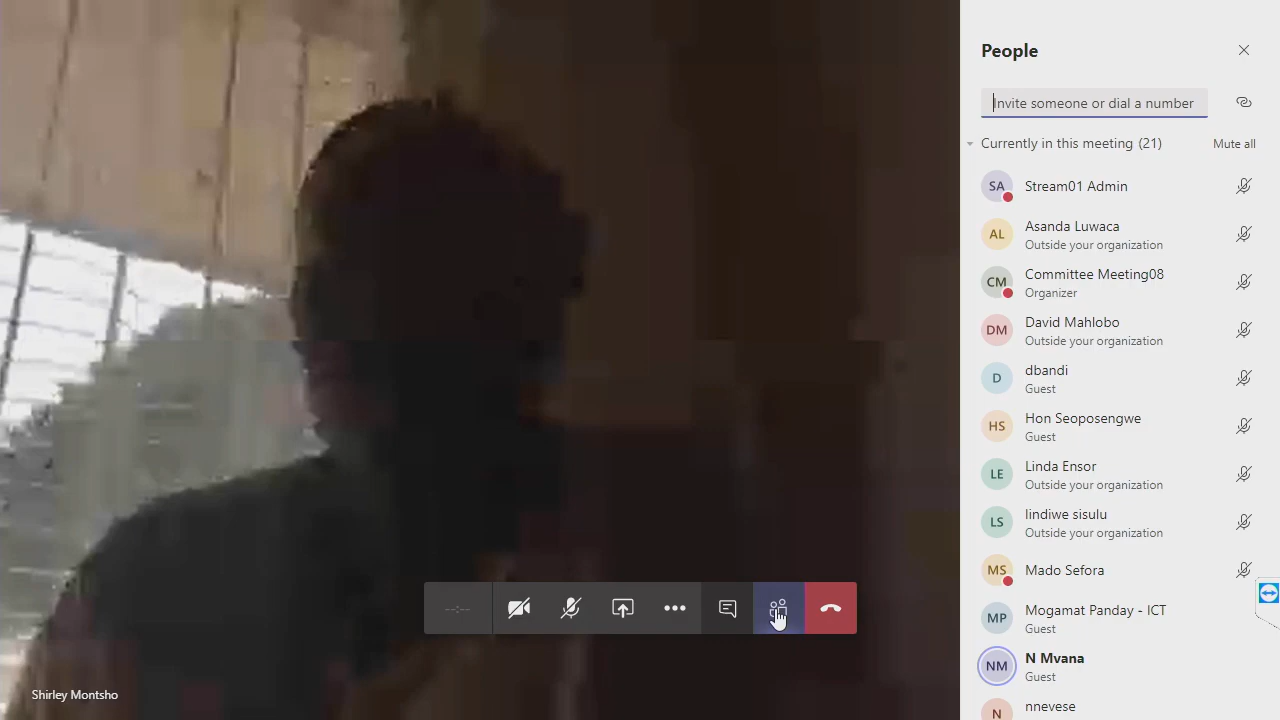 People
Invite someone or dial a number
Currently in this meeting (21)
Mute all
SA
Stream01 Admin
AL
Asanda Luwaca
Outside your organization
CM
Committee Meeting08
Organizer
DM
David Mahlobo
Outside your organization
D
dbandi
Guest
HS
Hon Seoposengwe
Guest
LE
Linda Ensor
Outside your organization
LS
lindiwe sisulu
Outside your organization
MS
Mado Sefora
MP
Mogamat Panday - ICT
Guest
NM
N Mvana
Guest
N
nnevese
--:--
Shirley Montsho